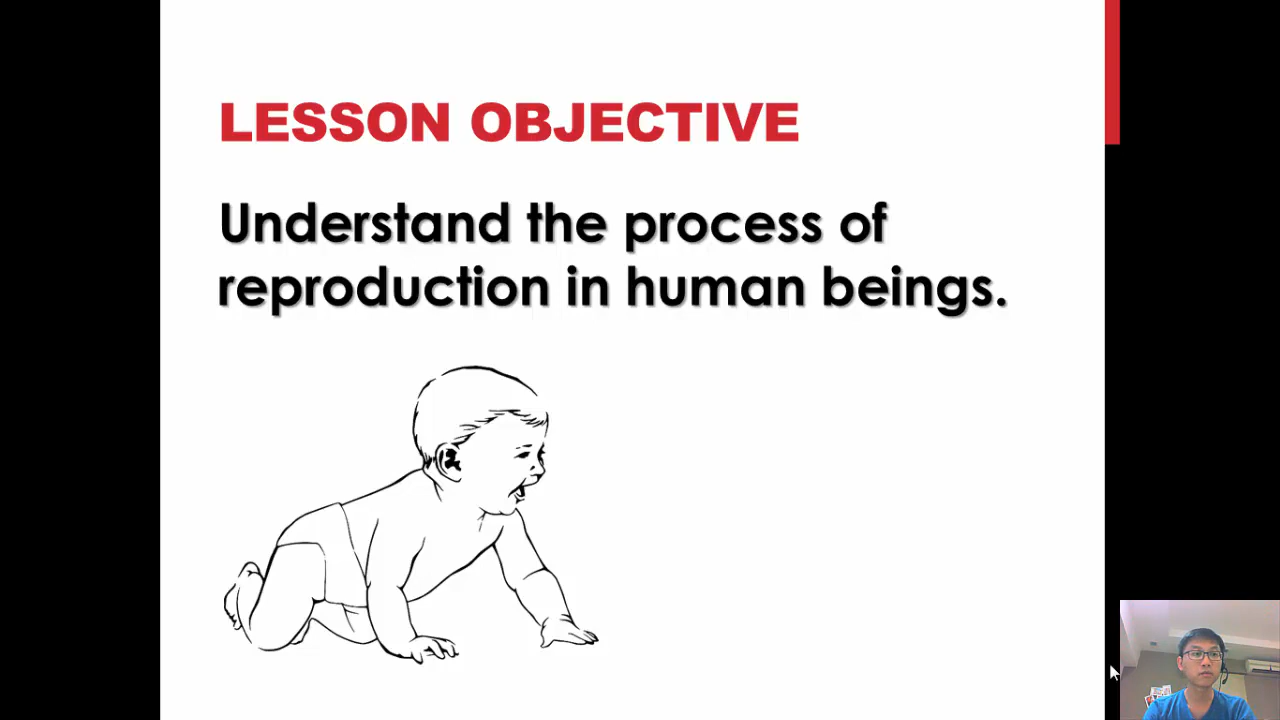 LESSON OBJECTIVE
Understand the process of
reproduction in human beings.